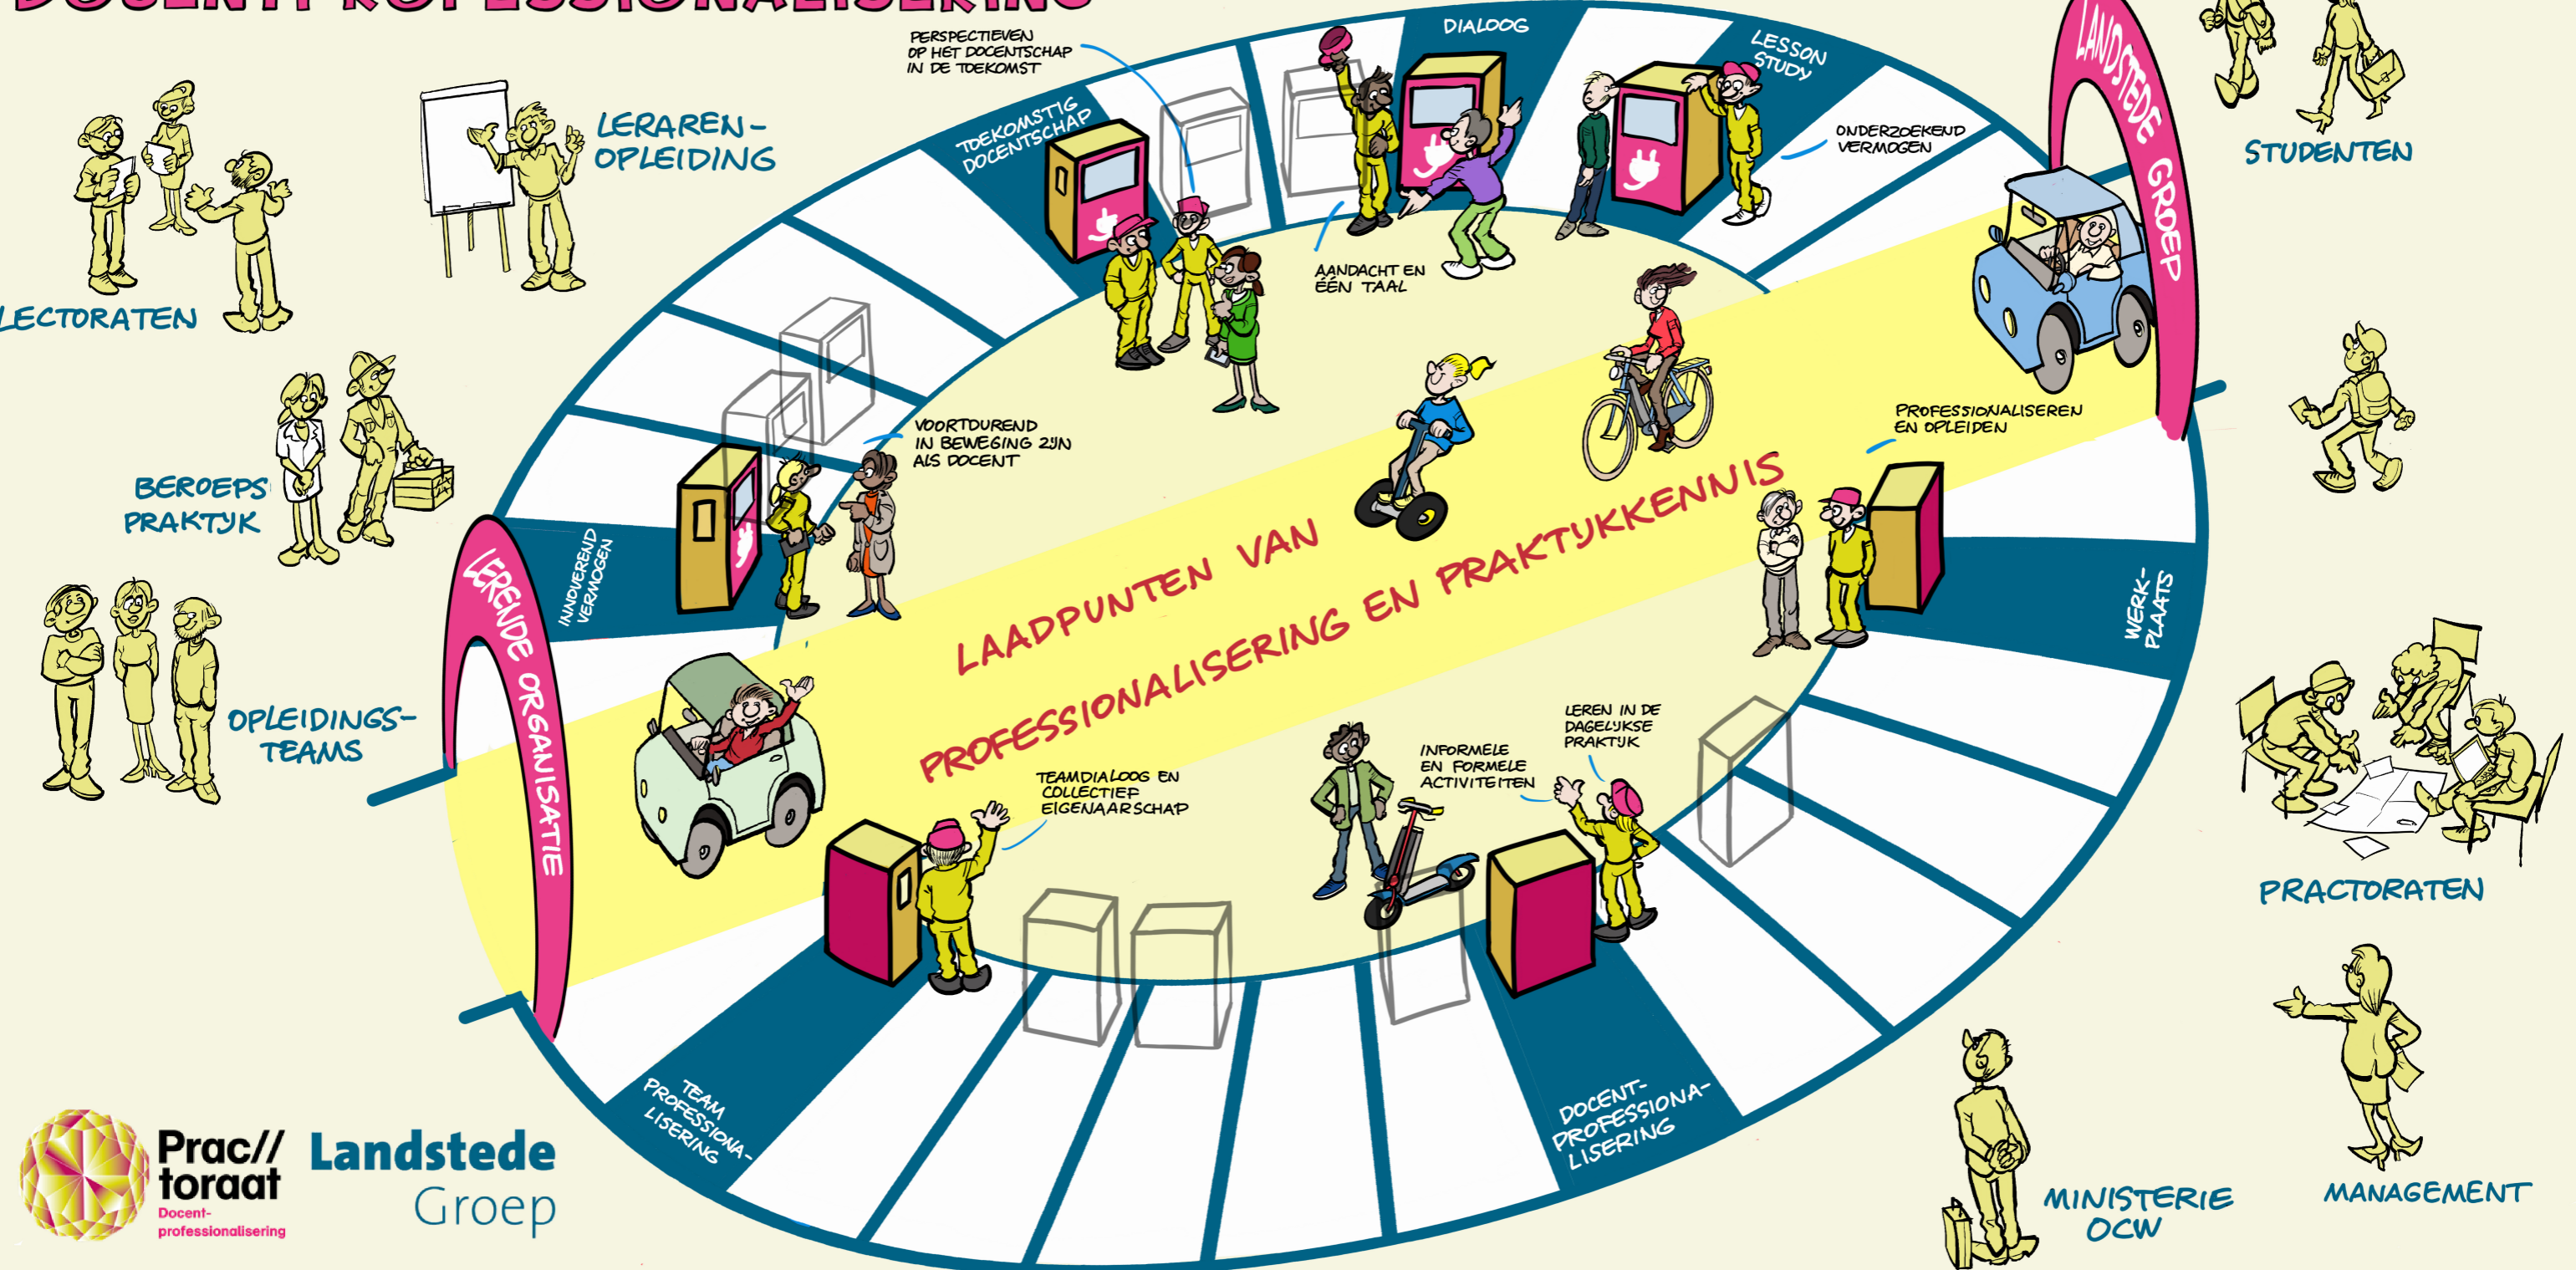 DOCENTPROFESSIONALISERING
PERSPECTIEVEN
OP HET DOCENTSCHAP
IN DE TOEKOMST
DIALOOG
LESSON
STUDY
LANDSTEDE GROEP
TOEKOMSTIG
DOCENTSCHAP
ONDERZOEKEND
VERMOGEN
STUDENTEN
LERAREN-
OPLEIDING
LECTORATEN
AANDACHT EN
ÉÉN TAAL
VOORTDUREND
IN BEWEGING ZIJN
ALS DOCENT
PROFESSIONALISEREN
EN OPLEIDEN
BEROEPS
PRAKTIJK
INNOVEREND
VERMOGEN
LERENDE ORGANISATIE
LAADPUNTEN VAN
PROFESSIONALISERING EN PRAKTIJKKENNIS
WERK-
PLAATS
OPLEIDINGS-
TEAMS
TEAMDIALOOG EN
COLLECTIEF
EIGENAARSCHAP
INFORMELE
EN FORMELE
ACTIVITEITEN
LEREN IN DE
DAGELIJKSE
PRAKTIJK
PRACTORATEN
TEAM
PROFESSIONA-
LISERING
DOCENT-
PROFESSIONA-
LISERING
MINISTERIE
OCW
MANAGEMENT
Prac//
toraat
Docent-
professionalisering
Landstede
Groep